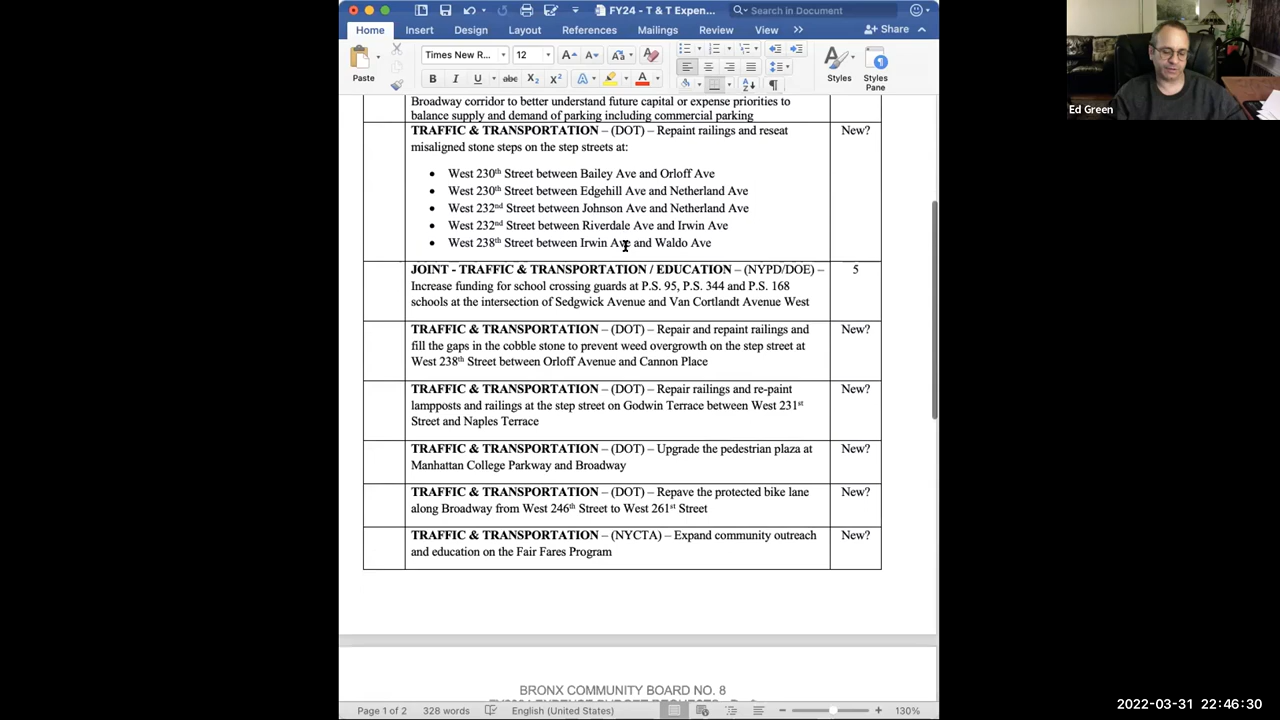 FY24 - T & T Expen...
Search in Document
Home Insert Design Layout References Mailings Review View Share
Paste
Times New R... 12
Styles
Styles Pane
Broadway corridor to better understand future capital or expense priorities to
balance supply and demand of parking including commercial parking
TRAFFIC & TRANSPORTATION – (DOT) – Repaint railings and reseat New?
misaligned stone steps on the step streets at:
• West 230th Street between Bailey Ave and Orloff Ave
• West 230th Street between Edgehill Ave and Netherland Ave
• West 232nd Street between Johnson Ave and Netherland Ave
• West 232nd Street between Riverdale Ave and Irwin Ave
• West 238th Street between Irwin Ave and Waldo Ave
JOINT - TRAFFIC & TRANSPORTATION / EDUCATION – (NYPD/DOE) – 5
Increase funding for school crossing guards at P.S. 95, P.S. 344 and P.S. 168
schools at the intersection of Sedgwick Avenue and Van Cortlandt Avenue West
TRAFFIC & TRANSPORTATION – (DOT) – Repair and repaint railings and New?
fill the gaps in the cobble stone to prevent weed overgrowth on the step street at
West 238th Street between Orloff Avenue and Cannon Place
TRAFFIC & TRANSPORTATION – (DOT) – Repair railings and re-paint New?
lampposts and railings at the step street on Godwin Terrace between West 231st
Street and Naples Terrace
TRAFFIC & TRANSPORTATION – (DOT) – Upgrade the pedestrian plaza at New?
Manhattan College Parkway and Broadway
TRAFFIC & TRANSPORTATION – (DOT) – Repave the protected bike lane New?
along Broadway from West 246th Street to West 261st Street
TRAFFIC & TRANSPORTATION – (NYCTA) – Expand community outreach New?
and education on the Fair Fares Program
BRONX COMMUNITY BOARD NO. 8
Page 1 of 2 328 words English (United States) 130%
Ed Green
2022-03-31 22:46:30